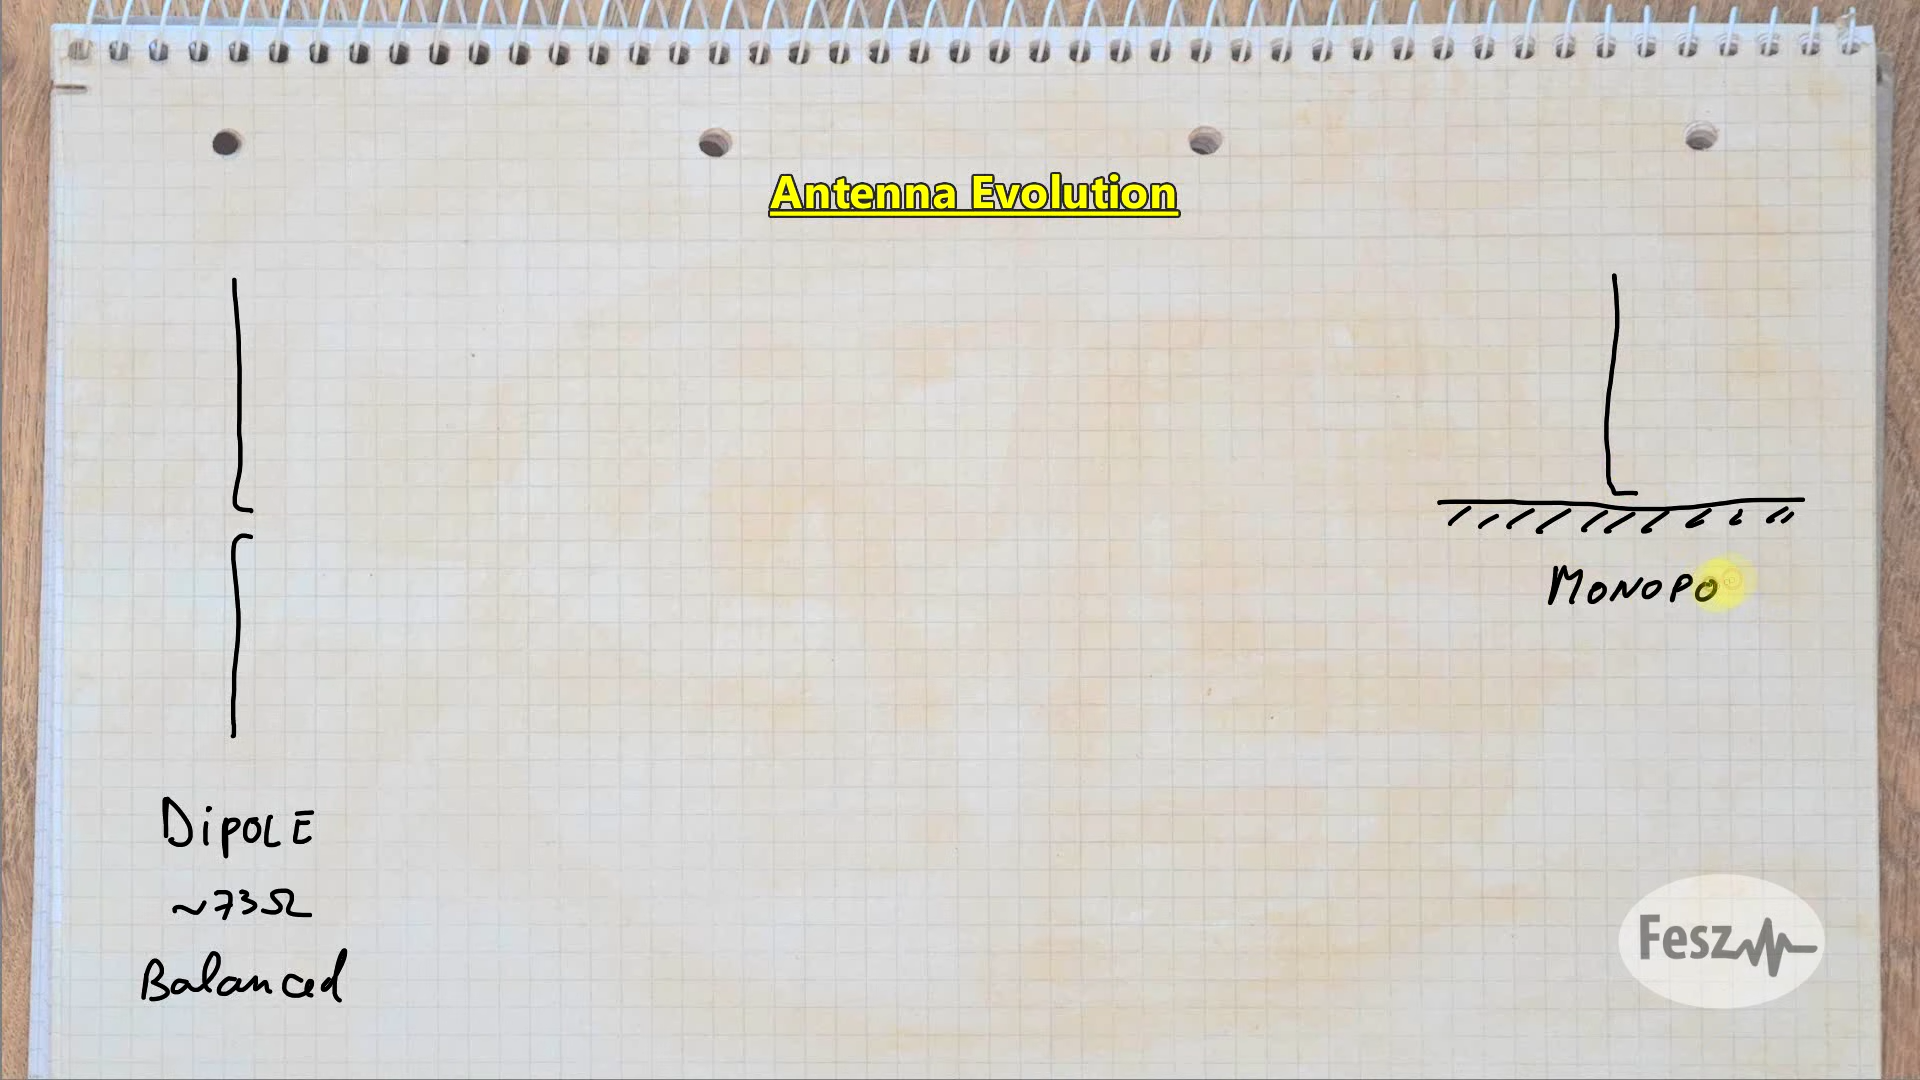 Antenna Evolution
MONOPO
DipOLE
~73Ω
Balanced
Fesz